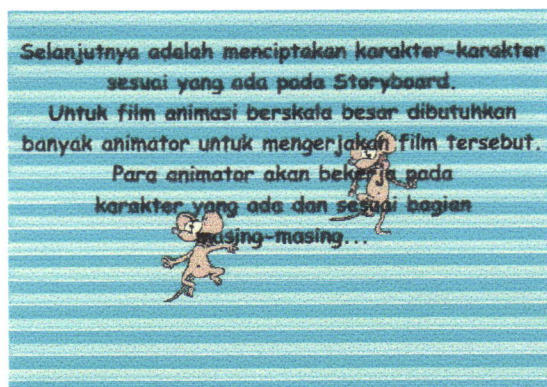 Selanjutnya adalah menciptakan karakter-karakter
sesuai yang ada pada Storyboard.
Untuk film animasi berskala besar dibutuhkan
banyak animator untuk mengerjakan film tersebut.
Para animator akan bekerja pada
karakter yang ada dan sesuai bagian
masing-masing...